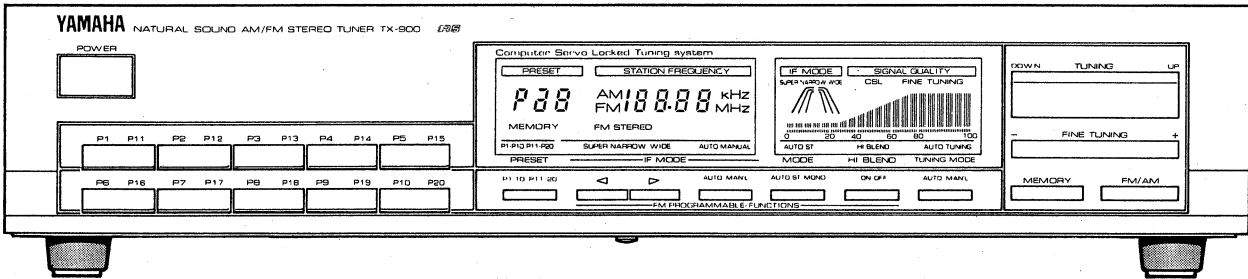 YAMAHA NATURAL SOUND AM/FM STEREO TUNER TX-900 RS
POWER
P1 P11 P2 P12 P3 P13 P4 P14 P5 P15
P6 P16 P7 P17 P8 P18 P9 P19 P10 P20
Computer Servo Locked Tuning system
PRESET STATION FREQUENCY
AM 188.88 kHz
FM MHz
MEMORY FM STEREO
P1-P10 P11-P20 SUPER NARROW WIDE AUTO MANUAL
PRESET IF MODE
IF MODE SIGNAL QUALITY
SUPER NARROW WIDE CSL FINE TUNING
0 20 40 60 80 100
AUTO ST HI BLEND AUTO TUNING
MODE HI BLEND TUNING MODE
P1-10 P11-20 AUTO MAN'L AUTO ST MONO ON OFF AUTO MAN'L
FM PROGRAMMABLE-FUNCTIONS
DOWN TUNING UP
- FINE TUNING +
MEMORY FM/AM